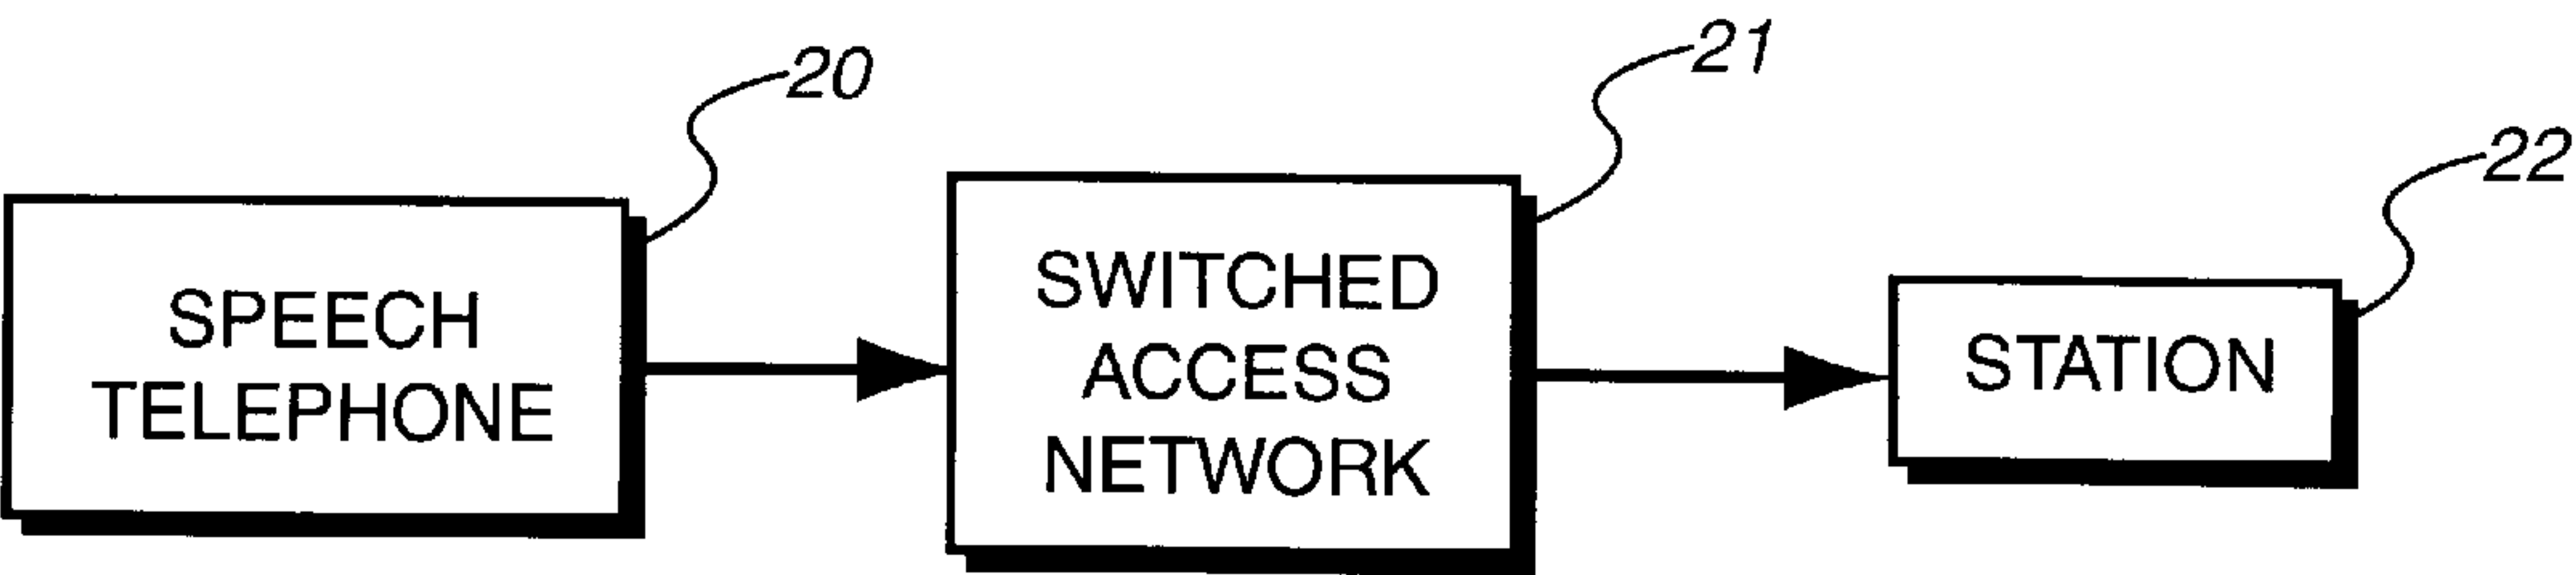 20
21
22
SPEECH
TELEPHONE
SWITCHED
ACCESS
NETWORK
STATION